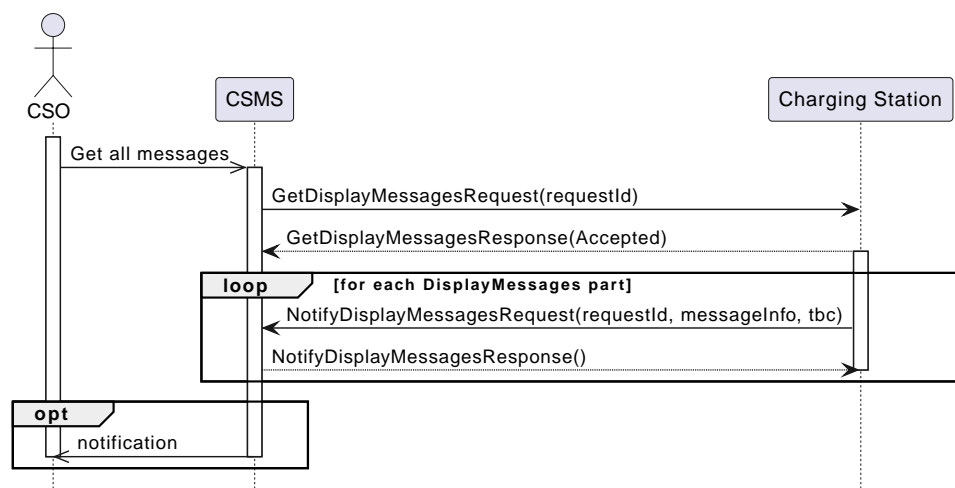 CSO
CSMS
Charging Station
Get all messages
GetDisplayMessagesRequest(requestId)
GetDisplayMessagesResponse(Accepted)
loop [for each DisplayMessages part]
NotifyDisplayMessagesRequest(requestId, messageInfo, tbc)
NotifyDisplayMessagesResponse()
opt
notification